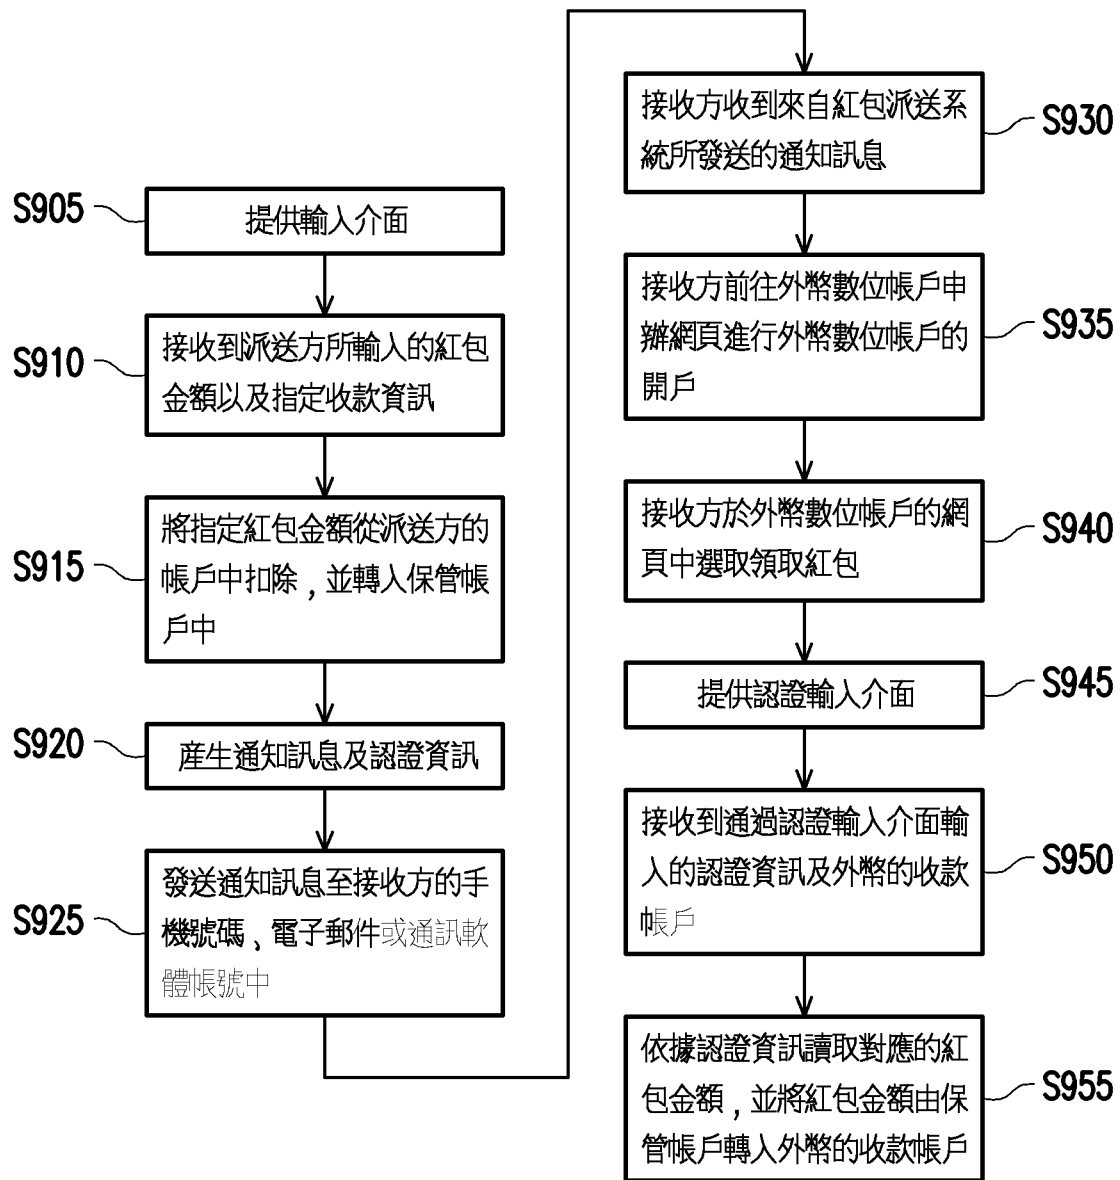 S905
提供輸入介面
S910
接收到派送方所輸入的紅包
金額以及指定收款資訊
S915
將指定紅包金額從派送方的
帳戶中扣除,並轉入保管帳
戶中
S920
產生通知訊息及認證資訊
S925
發送通知訊息至接收方的手
機號碼、電子郵件或通訊軟
體帳號中
接收方收到來自紅包派送系
統所發送的通知訊息
S930
接收方前往外幣數位帳戶申
辦網頁進行外幣數位帳戶的
開戶
S935
接收方於外幣數位帳戶的網
頁中選取領取紅包
S940
提供認證輸入介面
S945
接收到通過認證輸入介面輸
入的認證資訊及外幣的收款
帳戶
S950
依據認證資訊讀取對應的紅
包金額,並將紅包金額由保
管帳戶轉入外幣的收款帳戶
S955